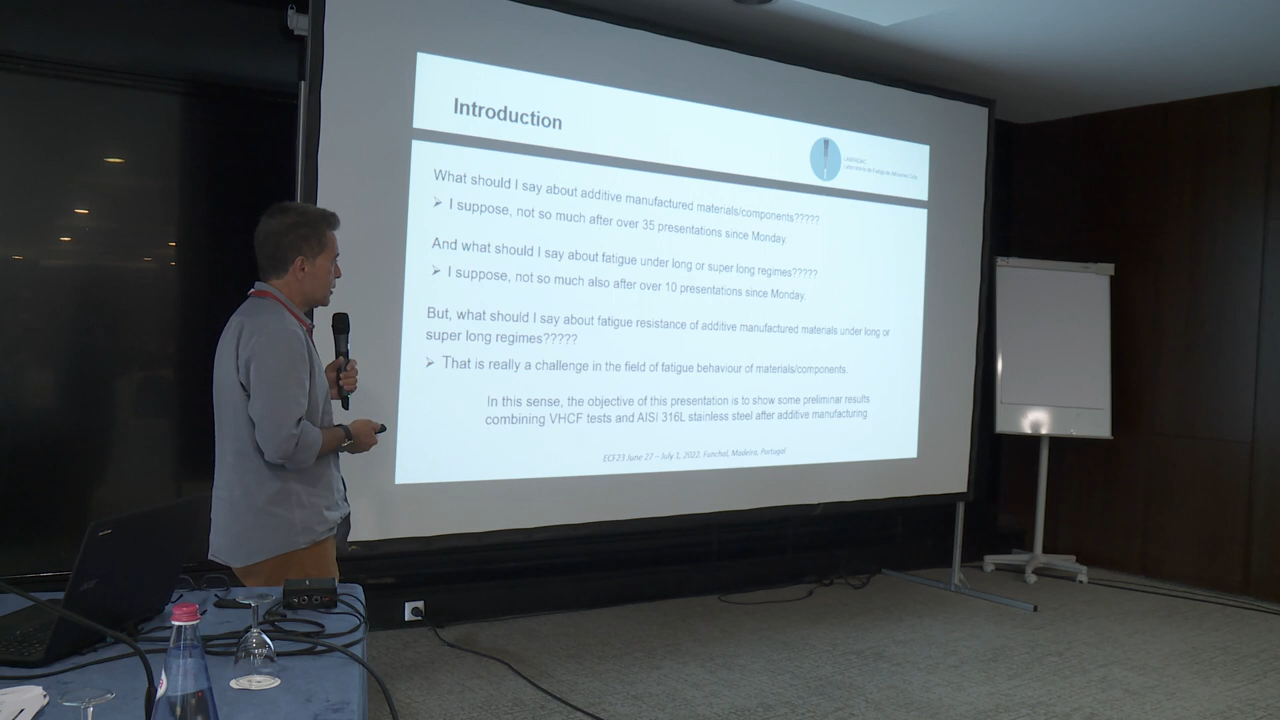 Introduction
What should I say about additive manufactured materials/components?????
➢ I suppose, not so much after over 35 presentations since Monday.
And what should I say about fatigue under long or super long regimes?????
➢ I suppose, not so much also after over 10 presentations since Monday.
But, what should I say about fatigue resistance of additive manufactured materials under long or
super long regimes?????
➢ That is really a challenge in the field of fatigue behaviour of materials/components.
In this sense, the objective of this presentation is to show some preliminar results
combining VHCF tests and AISI 316L stainless steel after additive manufacturing
ECF23 June 27 – July 1, 2022. Funchal, Madeira, Portugal